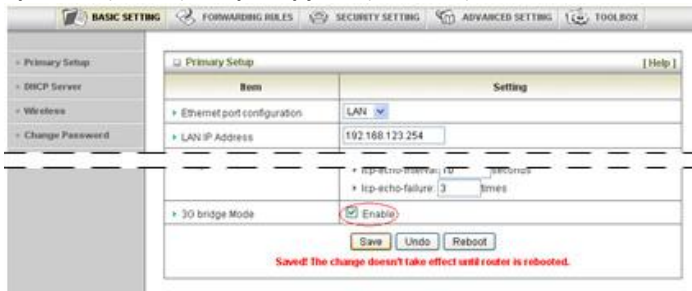 BASIC SETTING FORWARDING RULES SECURITY SETTING ADVANCED SETTING TOOLBOX
Primary Setup
DHCP Server
Wireless
Change Password
Primary Setup [ Help ]
Item Setting
Ethernet port configuration LAN
LAN IP Address 192.168.123.254
lcp-echo-interval: 10 seconds
lcp-echo-failure: 3 times
3G bridge Mode Enable
Save Undo Reboot
Saved! The change doesn't take effect until router is rebooted.